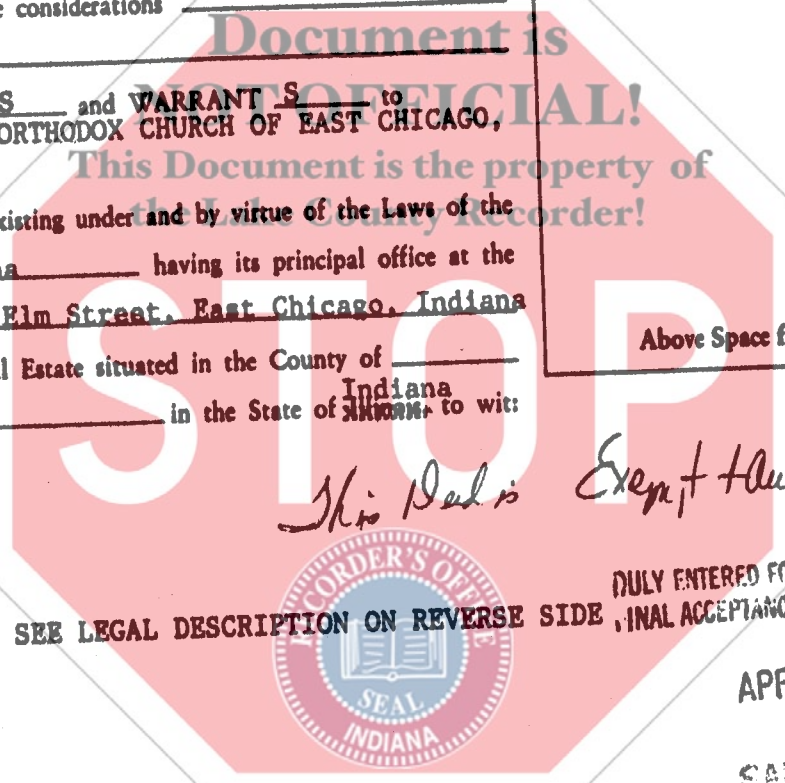 e considerations
Document is
NOT OFFICIAL!
S and WARRANT S to
ORTHODOX CHURCH OF EAST CHICAGO,
This Document is the property of
the Lake County Recorder!
xisting under and by virtue of the Laws of the
a having its principal office at the
Elm Street, East Chicago, Indiana
STOP
Above Space f
l Estate situated in the County of
Indiana
in the State of to wit:
This Deed is Exempt
DULY ENTERED FO
SEE LEGAL DESCRIPTION ON REVERSE SIDE
INAL ACCEPTANC
RECORDER'S OFFICE
SEAL
INDIANA